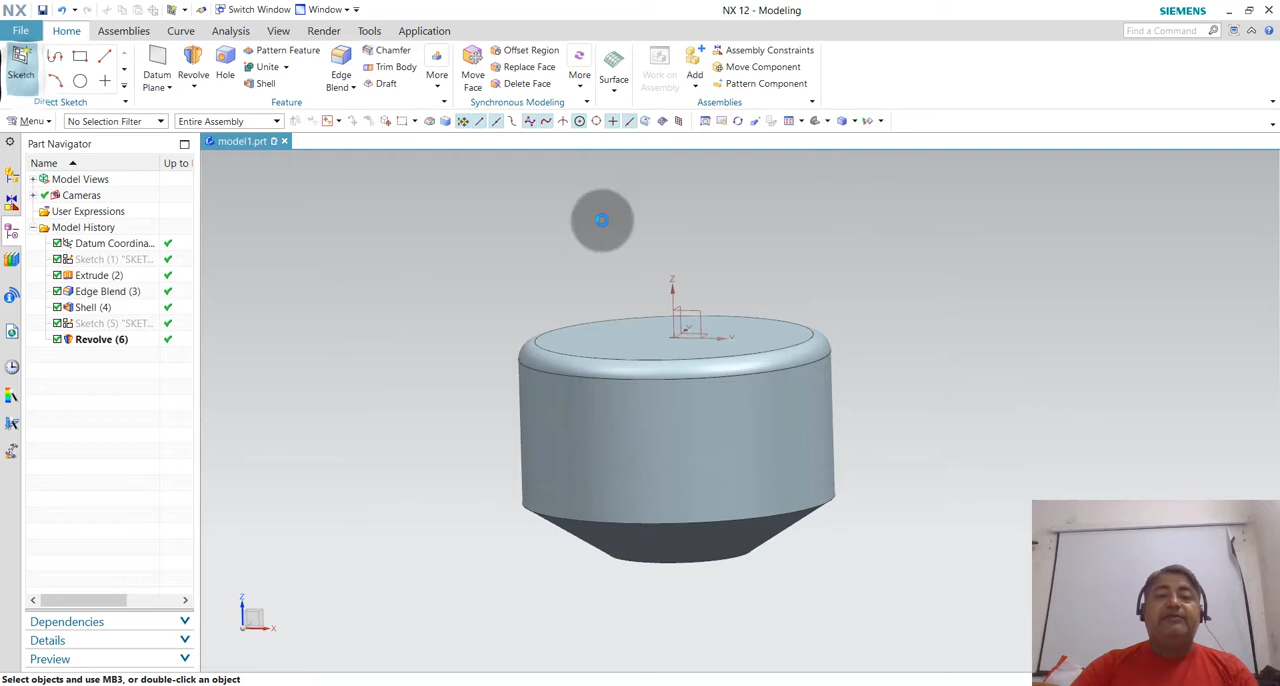 NX Switch Window Window NX 12 - Modeling SIEMENS
File Home Assemblies Curve Analysis View Render Tools Application Find a Command
Sketch Datum Plane Revolve Hole Pattern Feature Unite Shell Edge Blend Chamfer Trim Body Draft More Move Face Offset Region Replace Face Delete Face More Surface Work on Assembly Add Assembly Constraints Move Component Pattern Component
Direct Sketch Feature Synchronous Modeling Assemblies
Menu No Selection Filter Entire Assembly
Part Navigator model1.prt
Name Up to
Model Views
Cameras
User Expressions
Model History
Datum Coordina...
Sketch (1) "SKET...
Extrude (2)
Edge Blend (3)
Shell (4)
Sketch (5) "SKET...
Revolve (6)
Z
Y
Z
X
Dependencies
Details
Preview
Select objects and use MB3, or double-click an object